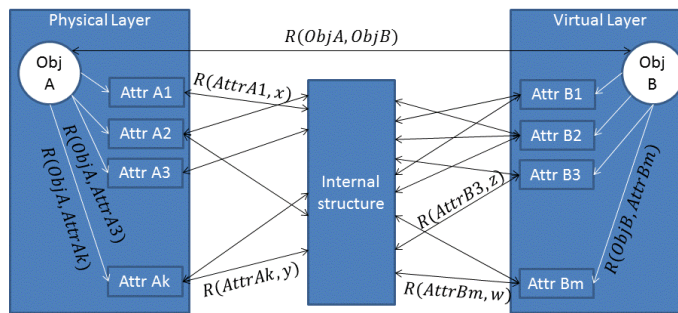 Physical Layer
Virtual Layer
R(ObjA, ObjB)
Obj
A
Obj
B
Attr A1
R(AttrA1, x)
Attr B1
Attr A2
Attr B2
Attr A3
Attr B3
R(ObjA, AttrA3)
R(ObjA, AttrAk)
Internal
structure
R(AttrB3, z)
R(ObjB, AttrBm)
Attr Ak
R(AttrAk, y)
Attr Bm
R(AttrBm, w)